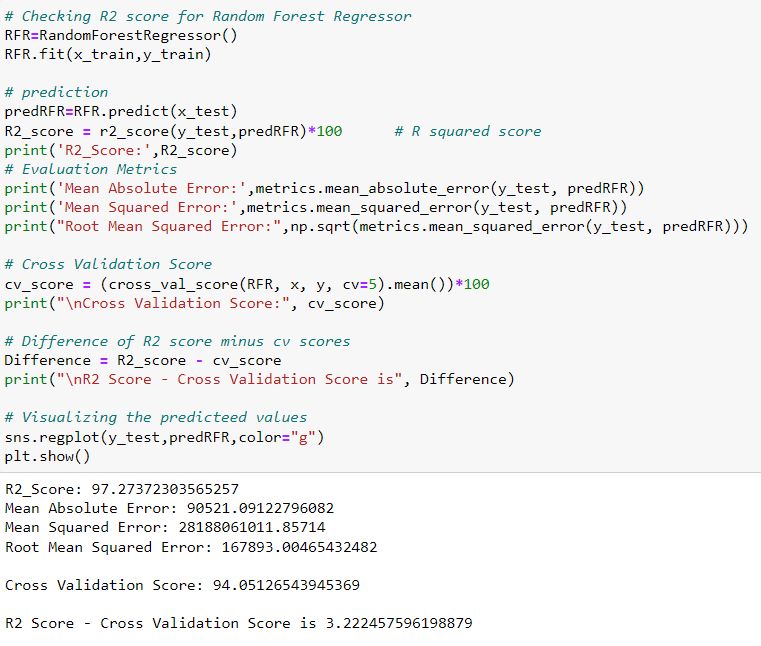 # Checking R2 score for Random Forest Regressor
RFR=RandomForestRegressor()
RFR.fit(x_train,y_train)
# prediction
predRFR=RFR.predict(x_test)
R2_score = r2_score(y_test,predRFR)*100      # R squared score
print('R2_Score:',R2_score)
# Evaluation Metrics
print('Mean Absolute Error:',metrics.mean_absolute_error(y_test, predRFR))
print('Mean Squared Error:',metrics.mean_squared_error(y_test, predRFR))
print("Root Mean Squared Error:",np.sqrt(metrics.mean_squared_error(y_test, predRFR)))
# Cross Validation Score
cv_score = (cross_val_score(RFR, x, y, cv=5).mean())*100
print("\nCross Validation Score:", cv_score)
# Difference of R2 score minus cv scores
Difference = R2_score - cv_score
print("\nR2 Score - Cross Validation Score is", Difference)
# Visualizing the predicteed values
sns.regplot(y_test,predRFR,color="g")
plt.show()
R2_Score: 97.27372303565257
Mean Absolute Error: 90521.09122796082
Mean Squared Error: 28188061011.85714
Root Mean Squared Error: 167893.00465432482
Cross Validation Score: 94.05126543945369
R2 Score - Cross Validation Score is 3.222457596198879